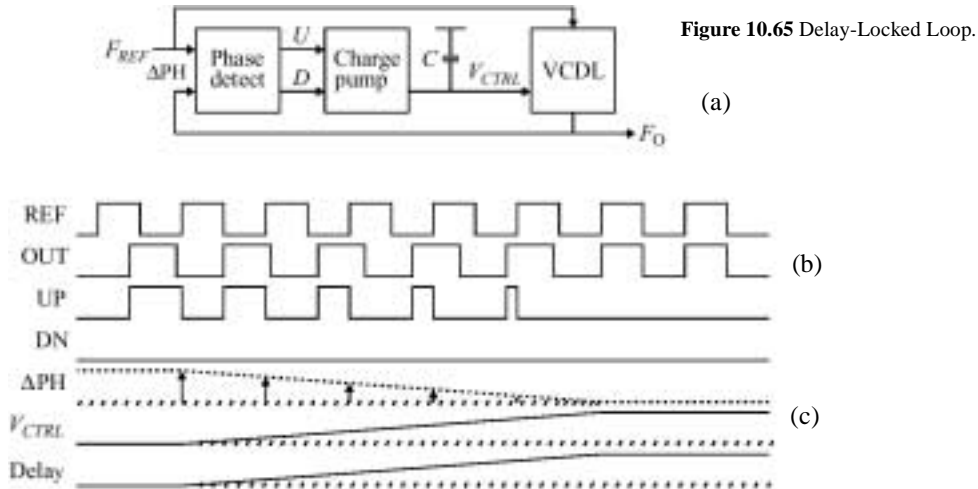 Figure 10.65 Delay-Locked Loop.
F_REF
ΔPH
Phase
detect
U
D
Charge
pump
C
V_CTRL
VCDL
F_O
(a)
REF
OUT
UP
DN
ΔPH
V_CTRL
Delay
(b)
(c)